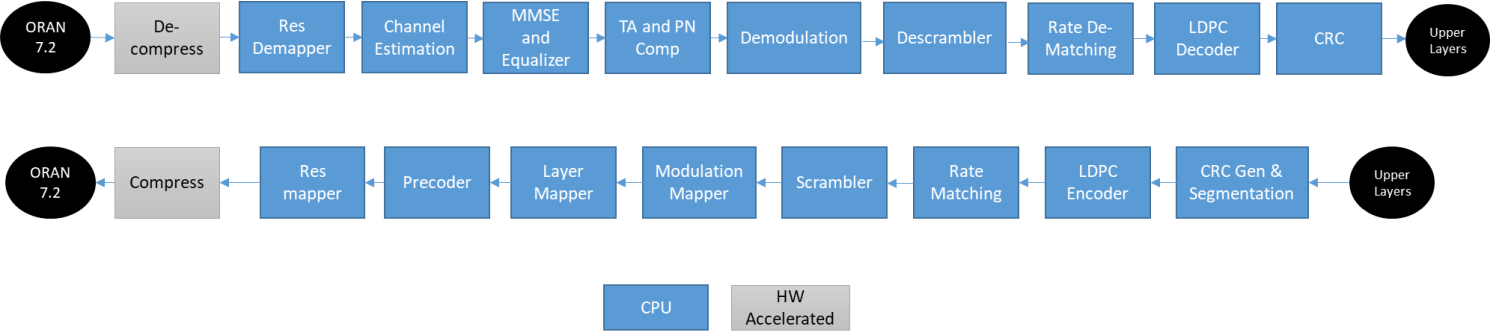 ORAN
7.2
De-
compress
Res
Demapper
Channel
Estimation
MMSE
and
Equalizer
TA and PN
Comp
Demodulation
Descrambler
Rate De-
Matching
LDPC
Decoder
CRC
Upper
Layers
ORAN
7.2
Compress
Res
mapper
Precoder
Layer
Mapper
Modulation
Mapper
Scrambler
Rate
Matching
LDPC
Encoder
CRC Gen &
Segmentation
Upper
Layers
CPU
HW
Accelerated